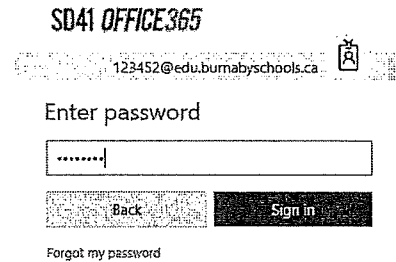 SD41 OFFICE365
123452@edu.burnabyschools.ca
Enter password
Back
Sign in
Forgot my password